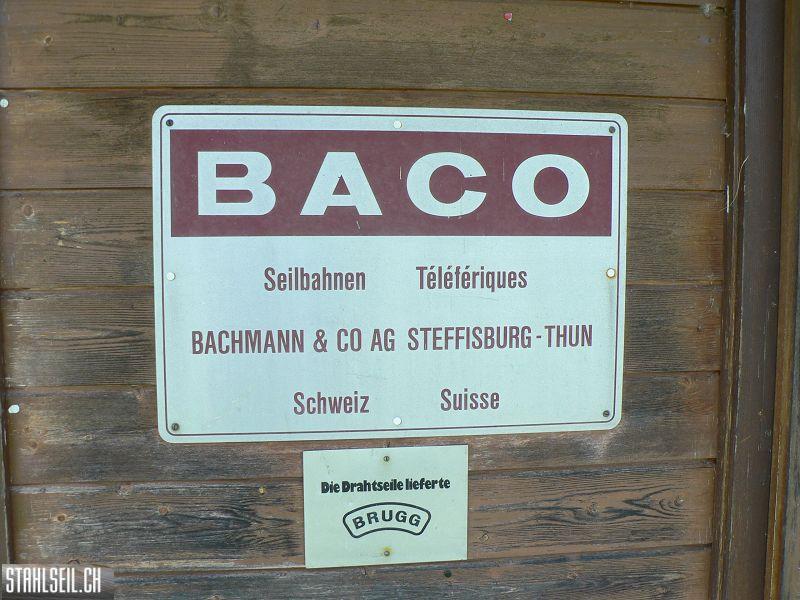 BACO
Seilbahnen Téléfériques
BACHMANN & CO AG STEFFISBURG-THUN
Schweiz Suisse
Die Drahtseile lieferte
BRUGG
STAHLSEIL.CH